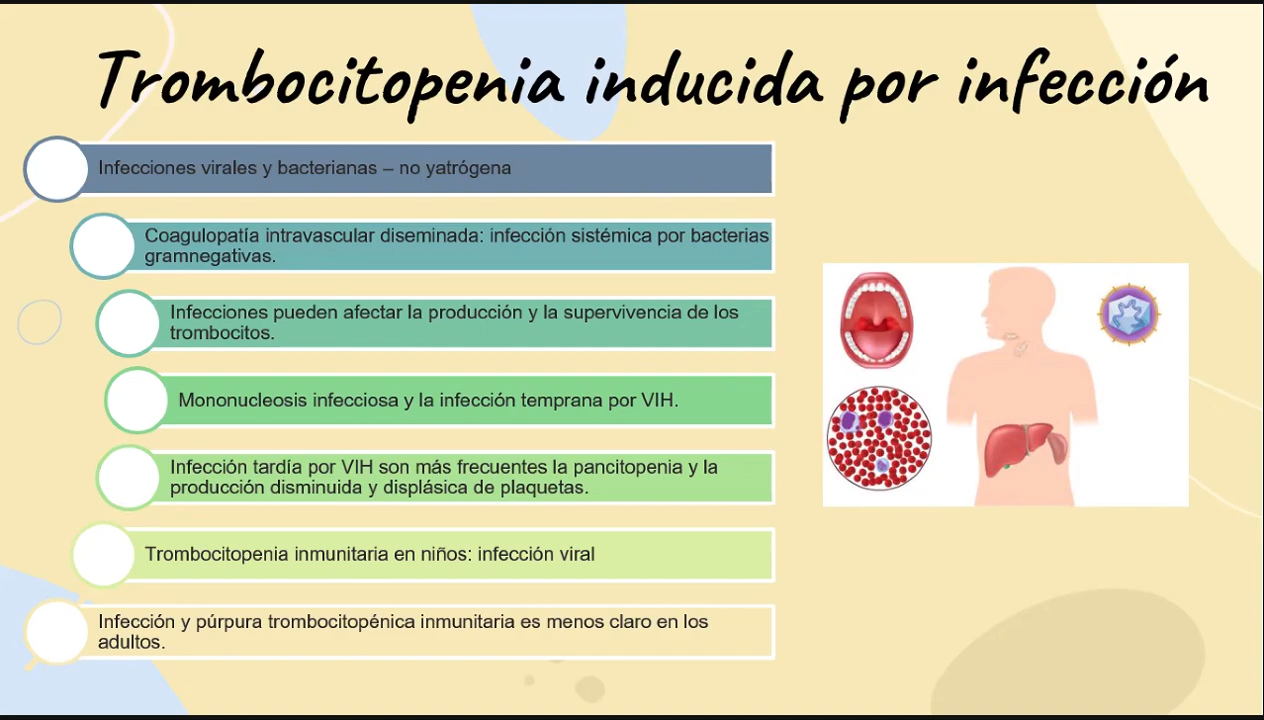 Trombocitopenia inducida por infección
Infecciones virales y bacterianas – no yatrógena
Coagulopatía intravascular diseminada: infección sistémica por bacterias
gramnegativas.
Infecciones pueden afectar la producción y la supervivencia de los
trombocitos.
Mononucleosis infecciosa y la infección temprana por VIH.
Infección tardía por VIH son más frecuentes la pancitopenia y la
producción disminuida y displásica de plaquetas.
Trombocitopenia inmunitaria en niños: infección viral
Infección y púrpura trombocitopénica inmunitaria es menos claro en los
adultos.